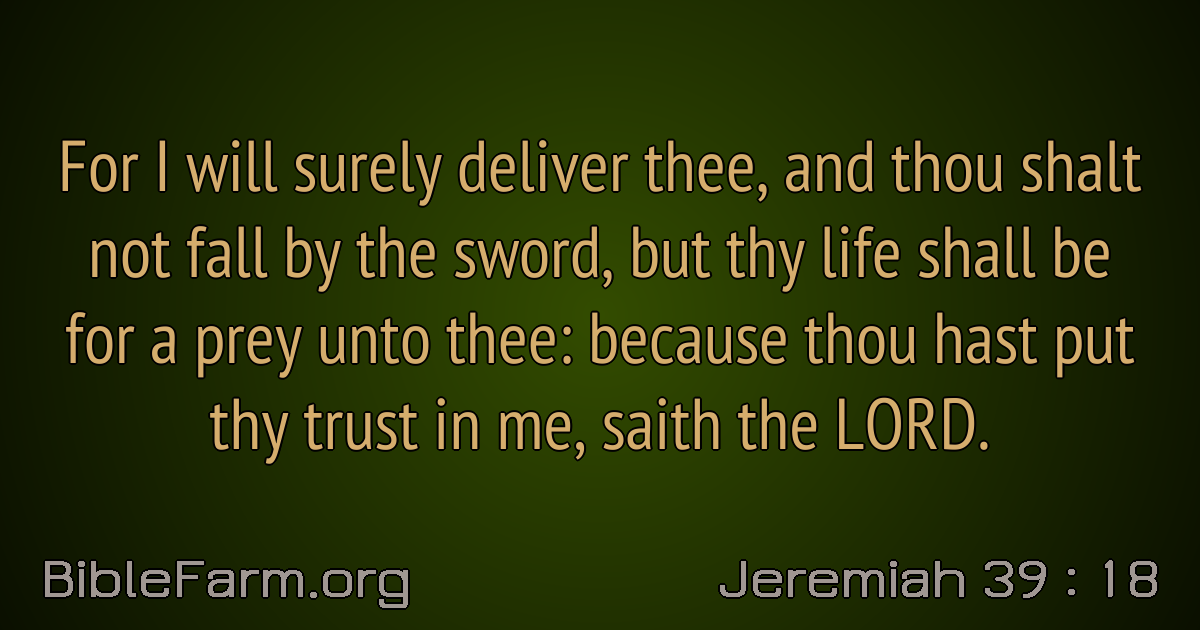 For I will surely deliver thee, and thou shalt
not fall by the sword, but thy life shall be
for a prey unto thee: because thou hast put
thy trust in me, saith the LORD.
BibleFarm.org
Jeremiah 39 : 18